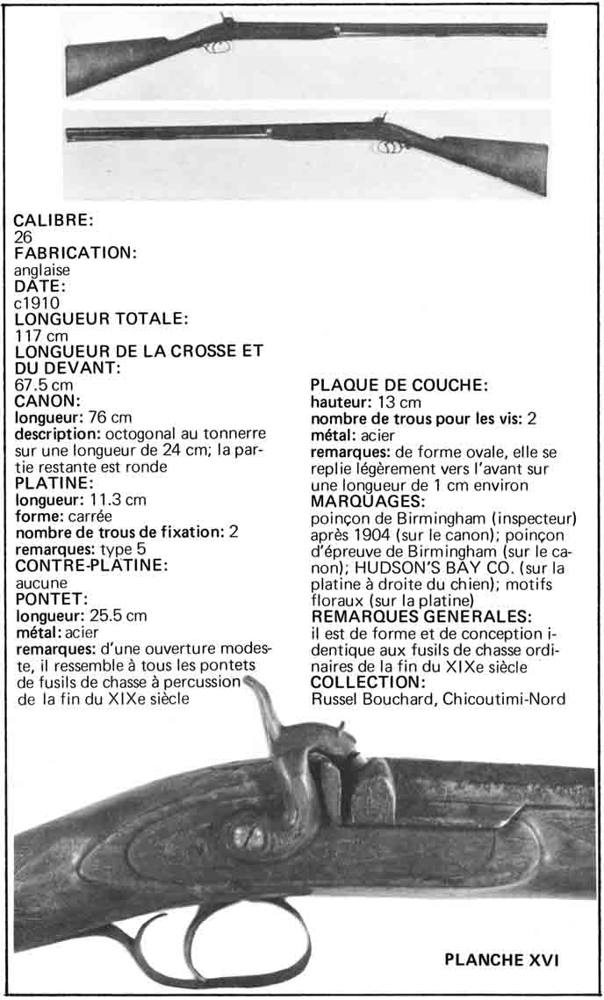 CALIBRE:
26
FABRICATION:
anglaise
DATE:
c1910
LONGUEUR TOTALE:
117 cm
LONGUEUR DE LA CROSSE ET
DU DEVANT:
67.5 cm
CANON:
longueur: 76 cm
description: octogonal au tonnerre
sur une longueur de 24 cm; la par-
tie restante est ronde
PLATINE:
longueur: 11.3 cm
forme: carrée
nombre de trous de fixation: 2
remarques: type 5
CONTRE-PLATINE:
aucune
PONTET:
longueur: 25.5 cm
métal: acier
remarques: d'une ouverture modes-
te, il ressemble à tous les pontets
de fusils de chasse à percussion
de la fin du XIXe siècle
PLAQUE DE COUCHE:
hauteur: 13 cm
nombre de trous pour les vis: 2
métal: acier
remarques: de forme ovale, elle se
replie légèrement vers l'avant sur
une longueur de 1 cm environ
MARQUAGES:
poinçon de Birmingham (inspecteur)
après 1904 (sur le canon); poinçon
d'épreuve de Birmingham (sur le ca-
non); HUDSON'S BAY CO. (sur la
platine à droite du chien); motifs
floraux (sur la platine)
REMARQUES GENERALES:
il est de forme et de conception i-
dentique aux fusils de chasse ordi-
naires de la fin du XIXe siècle
COLLECTION:
Russel Bouchard, Chicoutimi-Nord
PLANCHE XVI